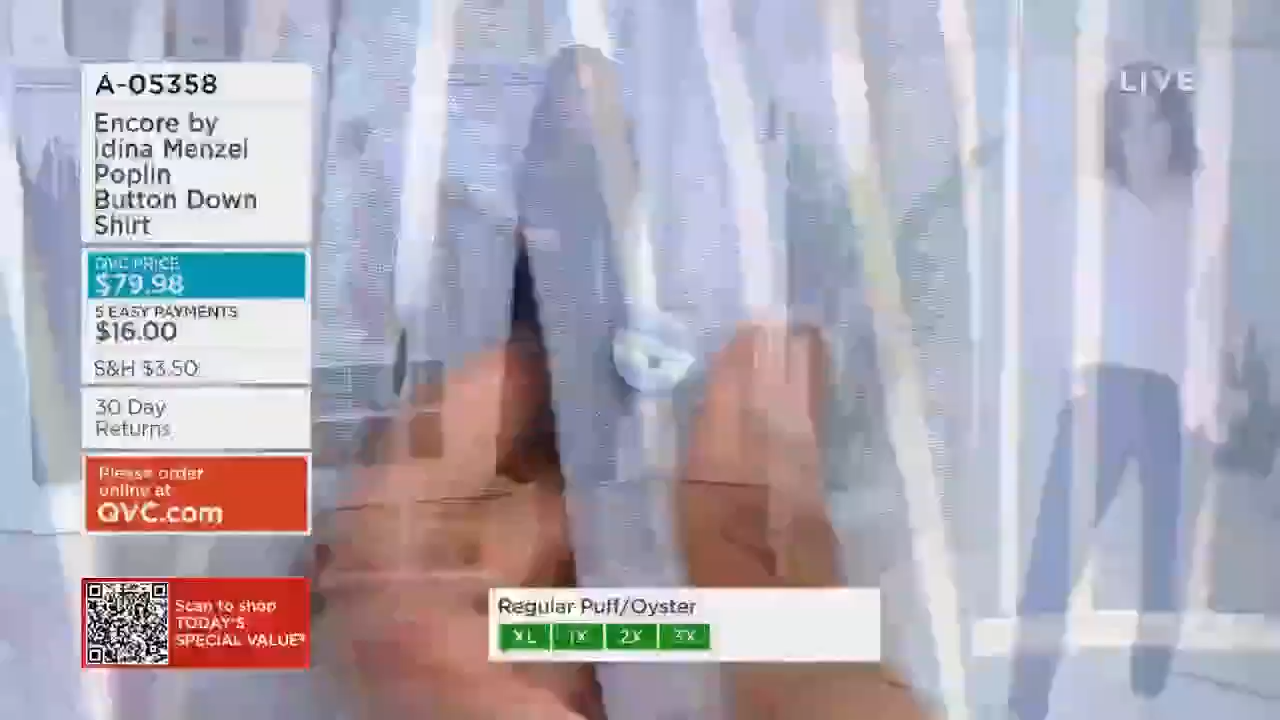 A-05358
Encore by
Idina Menzel
Poplin
Button Down
Shirt
QVC PRICE
$79.98
5 EASY PAYMENTS
$16.00
S&H $3.50
30 Day
Returns
Please order
online at
QVC.com
Scan to shop
TODAY'S
SPECIAL VALUE®
Regular Puff/Oyster
XL 1X 2X 3X
LIVE